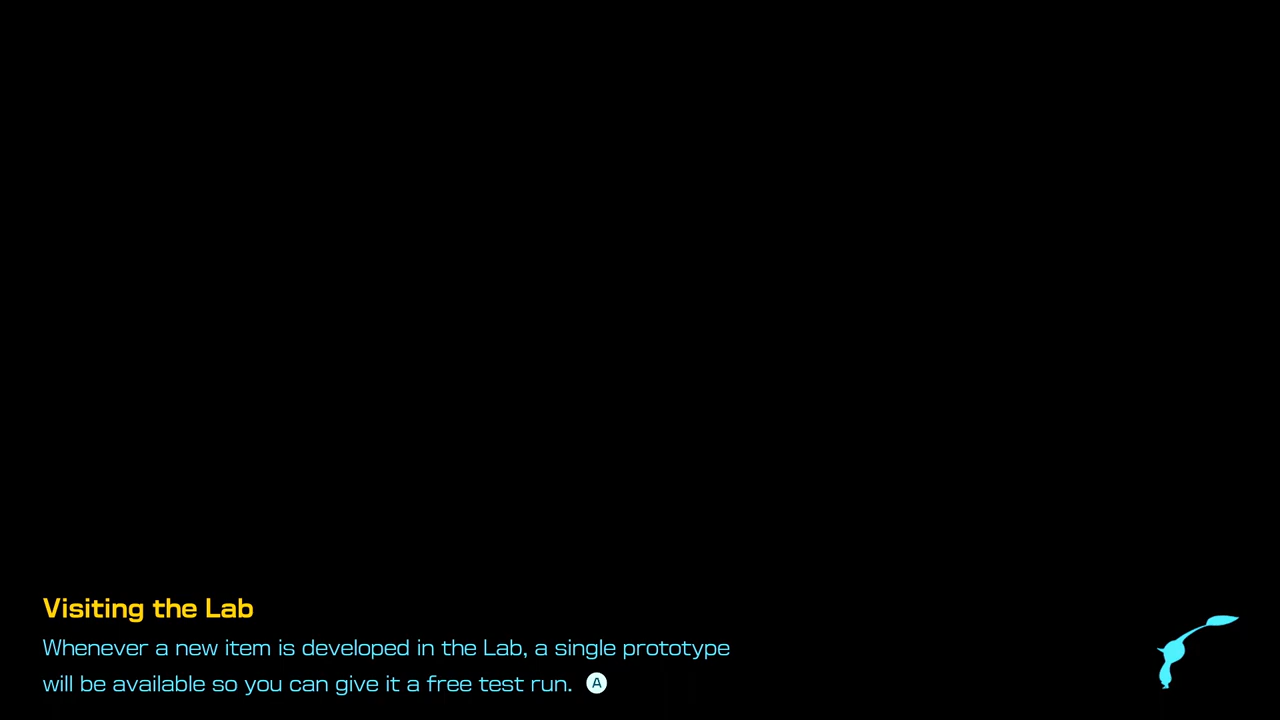 Visiting the Lab
Whenever a new item is developed in the Lab, a single prototype
will be available so you can give it a free test run. A